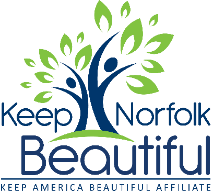 Keep Norfolk
Beautiful
KEEP AMERICA BEAUTIFUL AFFILIATE